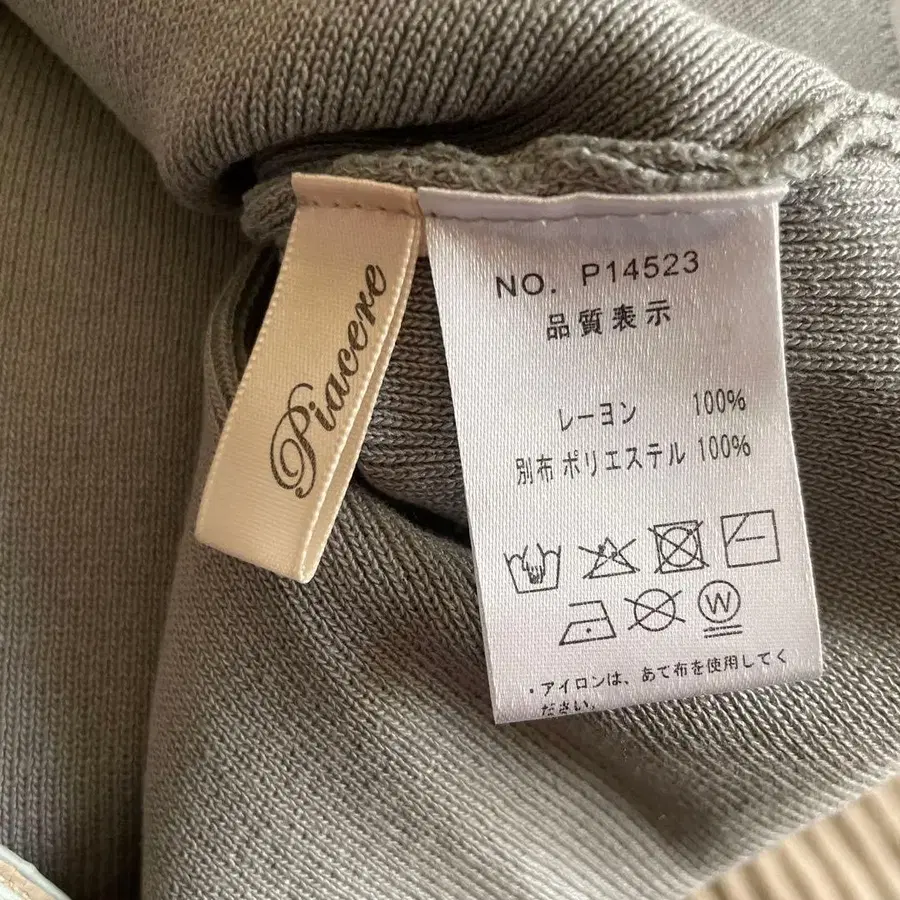 Piacere
NO. P14523
品質表示
レーヨン 100%
別布 ポリエステル 100%
W
・アイロンは、あて布を使用してく
ださい。